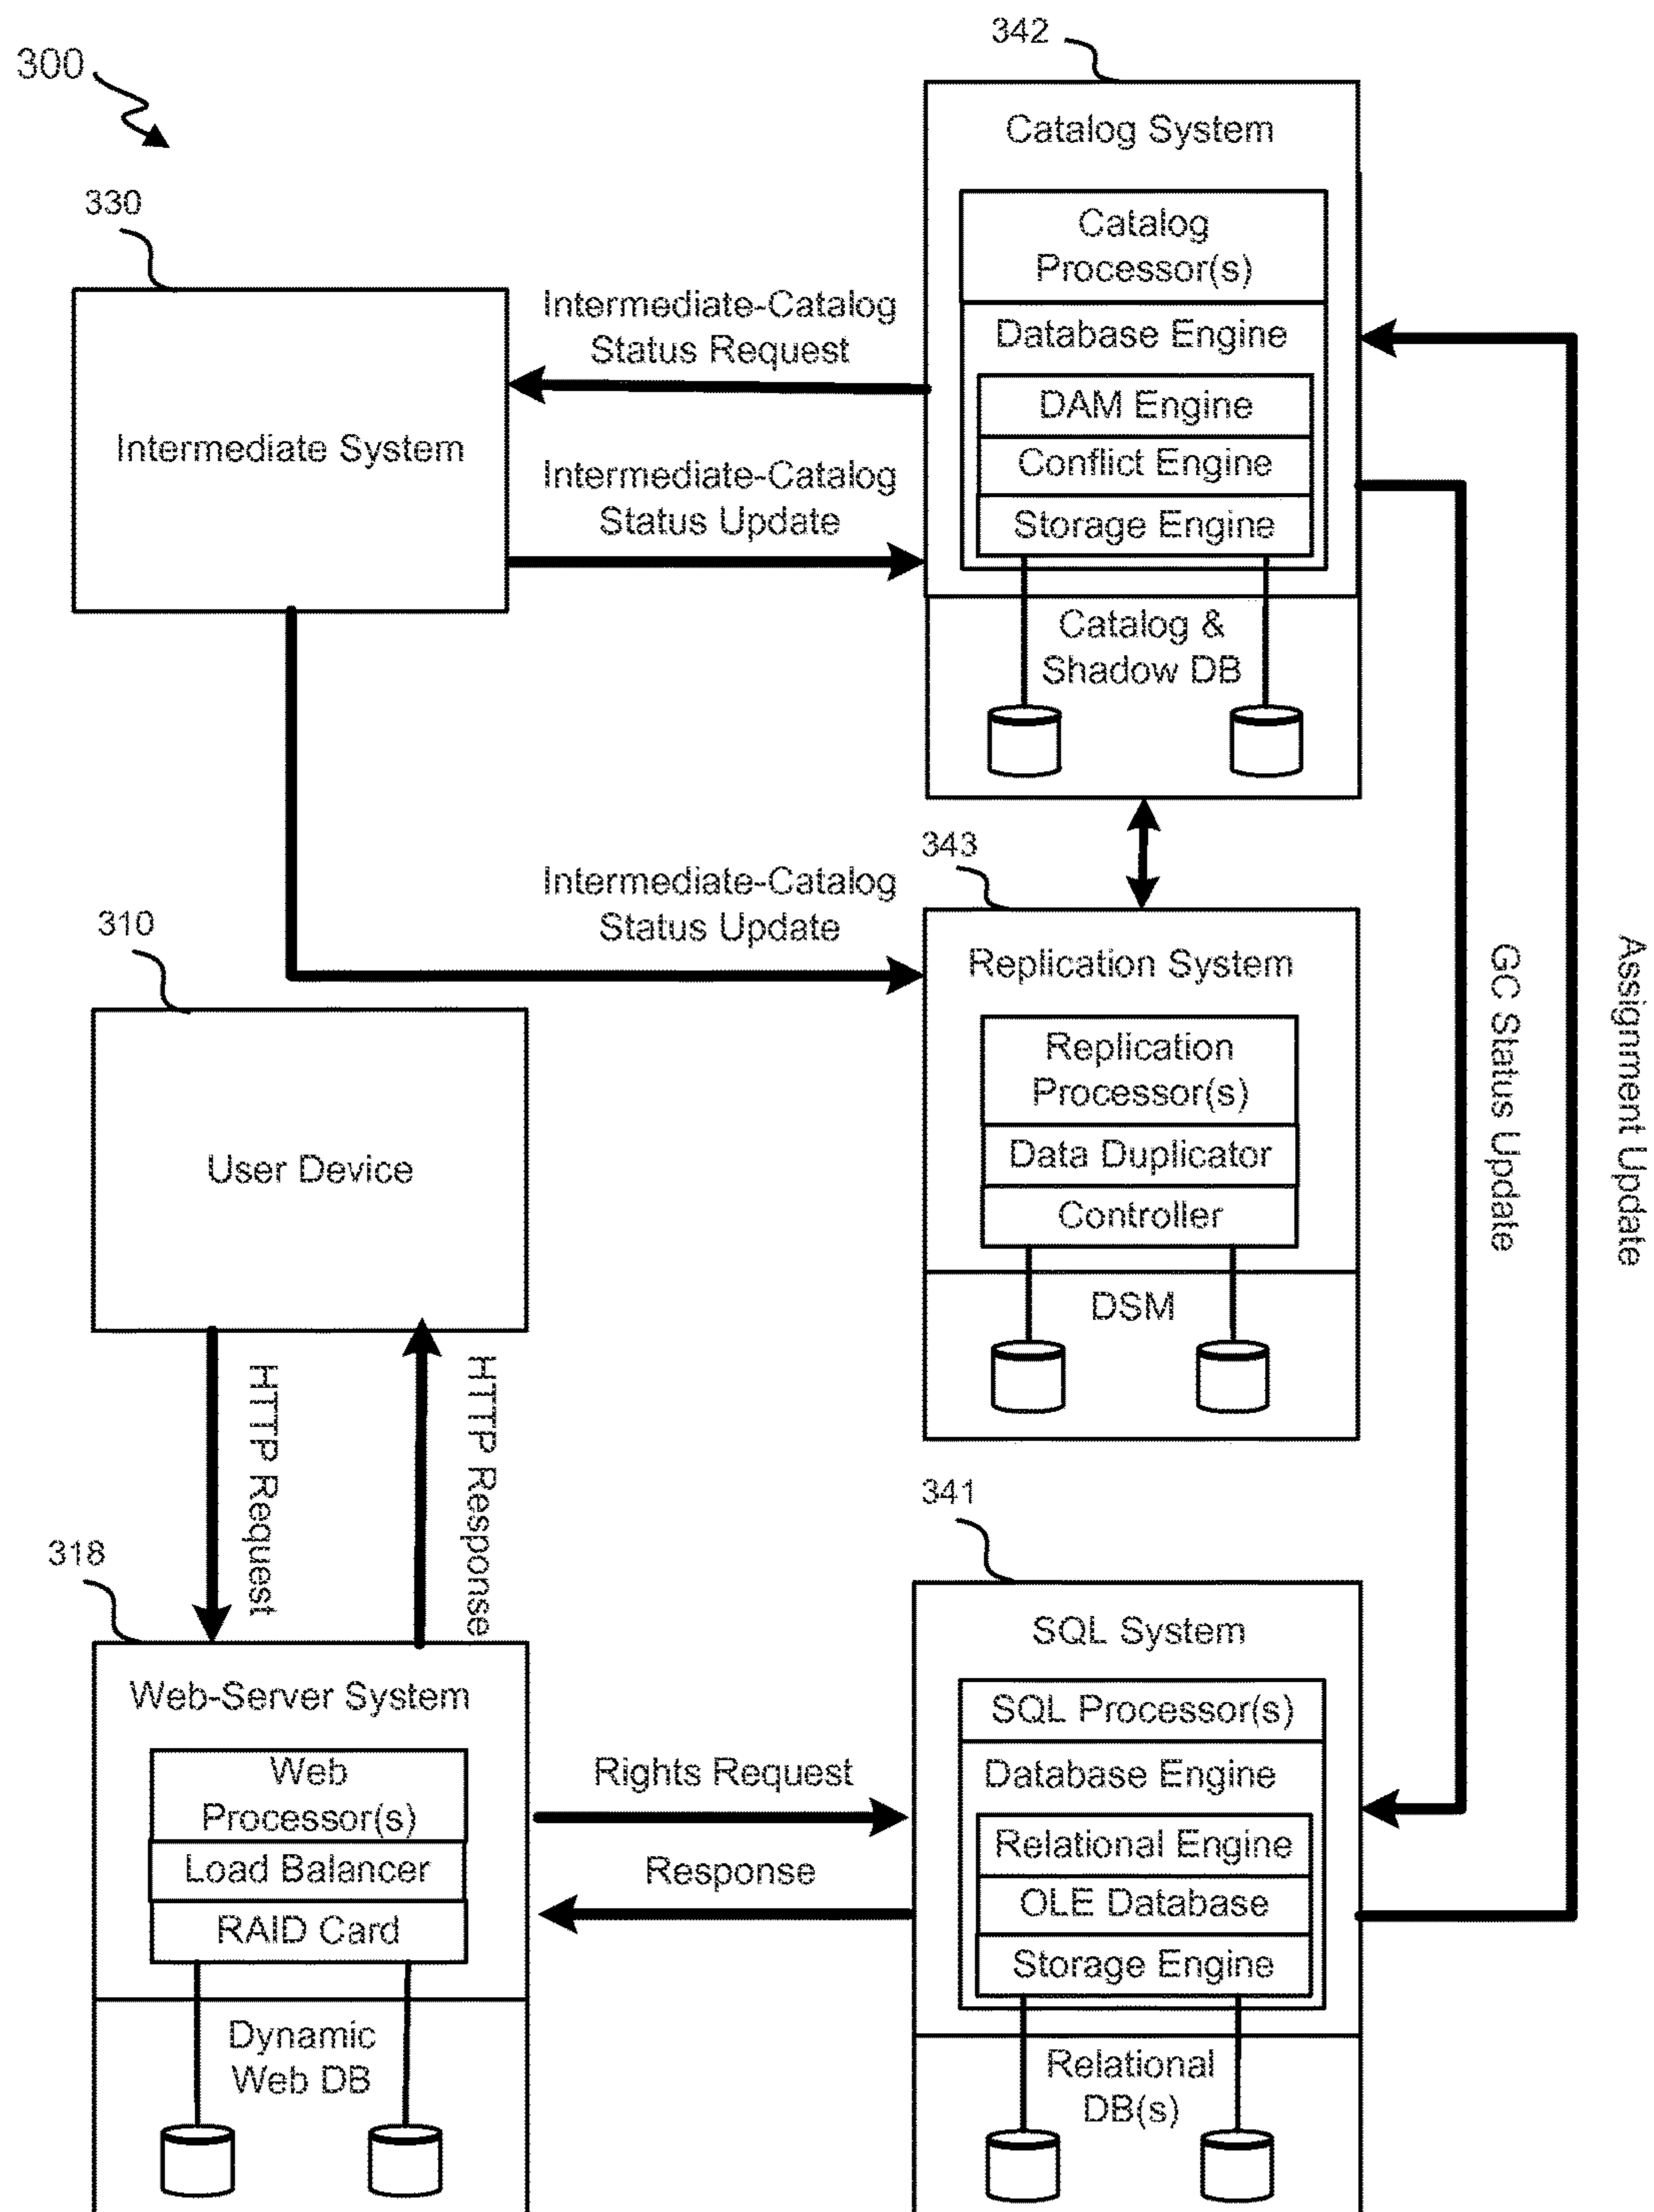 300
342
Catalog System
Catalog
Processor(s)
Database Engine
DAM Engine
Conflict Engine
Storage Engine
Catalog &
Shadow DB
330
Intermediate System
Intermediate-Catalog
Status Request
Intermediate-Catalog
Status Update
Intermediate-Catalog
Status Update
343
Replication System
Replication
Processor(s)
Data Duplicator
Controller
DSM
GC Status Update
Assignment Update
310
User Device
HTTP Request
HTTP Response
318
Web-Server System
Web
Processor(s)
Load Balancer
RAID Card
Dynamic
Web DB
Rights Request
Response
341
SQL System
SQL Processor(s)
Database Engine
Relational Engine
OLE Database
Storage Engine
Relational
DB(s)